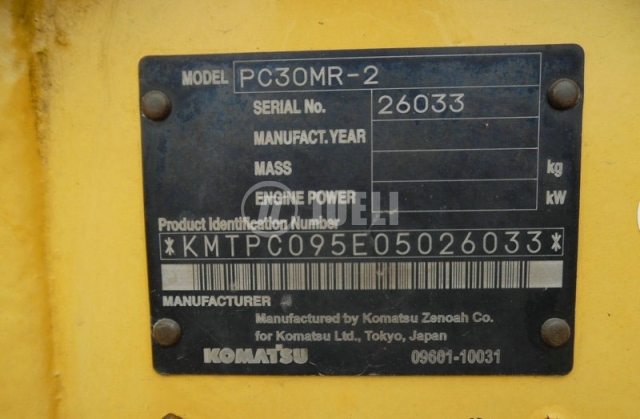 MODEL PC30MR-2
SERIAL No. 26033
MANUFACT.YEAR
MASS kg
ENGINE POWER kW
Product Identification Number
*KMTPC095E05026033*
MANUFACTURER
Manufactured by Komatsu Zenoah Co.
for Komatsu Ltd., Tokyo, Japan
KOMATSU 09601-10031